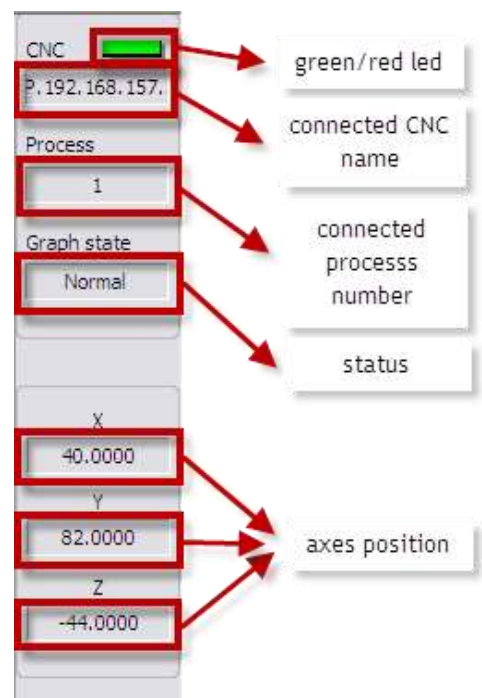 CNC
green/red led
?.192.168.157.
connected CNC
name
Process
1
connected
processs
number
Graph state
Normal
status
X
40.0000
Y
82.0000
axes position
Z
-44.0000